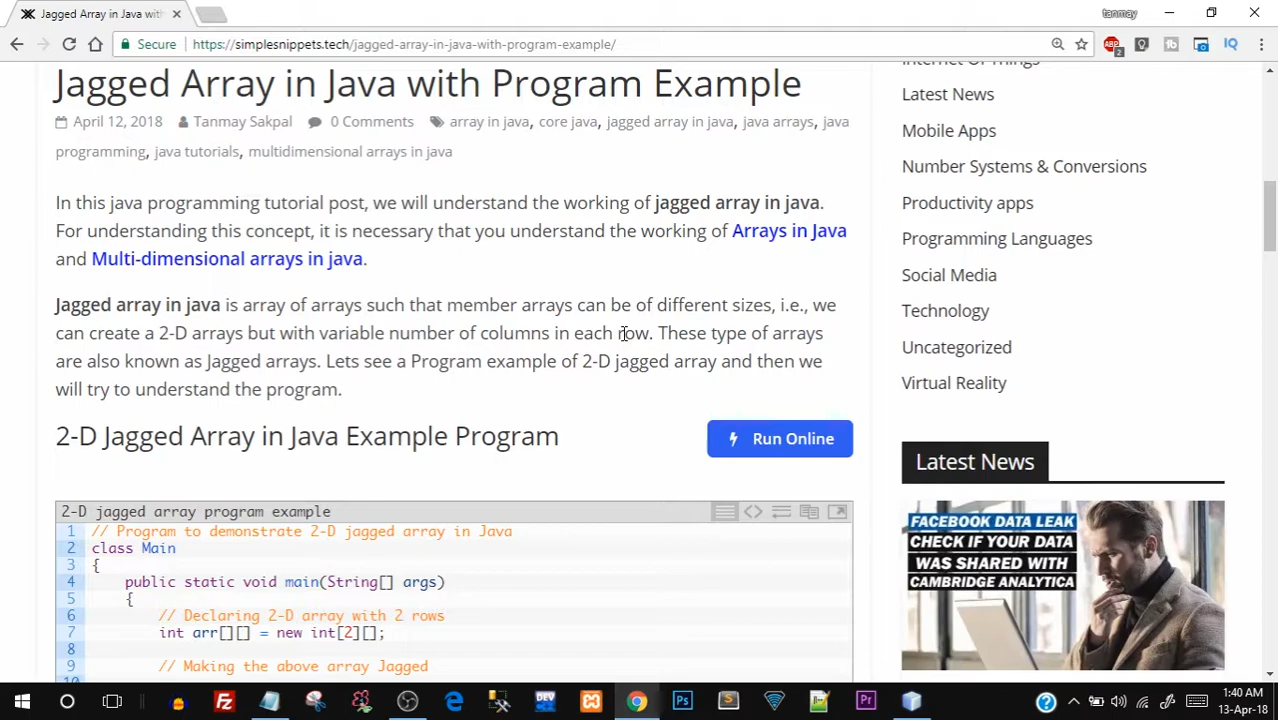 Jagged Array in Java with
tanmay
Secure
https://simplesnippets.tech/jagged-array-in-java-with-program-example/
ABP
2
tb
IQ
Jagged Array in Java with Program Example
April 12, 2018 Tanmay Sakpal 0 Comments array in java, core java, jagged array in java, java arrays, java
programming, java tutorials, multidimensional arrays in java
In this java programming tutorial post, we will understand the working of jagged array in java.
For understanding this concept, it is necessary that you understand the working of Arrays in Java
and Multi-dimensional arrays in java.
Jagged array in java is array of arrays such that member arrays can be of different sizes, i.e., we
can create a 2-D arrays but with variable number of columns in each row. These type of arrays
are also known as Jagged arrays. Lets see a Program example of 2-D jagged array and then we
will try to understand the program.
2-D Jagged Array in Java Example Program
Run Online
2-D jagged array program example
1 // Program to demonstrate 2-D jagged array in Java
2 class Main
3 {
4 public static void main(String[] args)
5 {
6 // Declaring 2-D array with 2 rows
7 int arr[][] = new int[2][];
8
9 // Making the above array Jagged
10
Internet Of Things
Latest News
Mobile Apps
Number Systems & Conversions
Productivity apps
Programming Languages
Social Media
Technology
Uncategorized
Virtual Reality
Latest News
FACEBOOK DATA LEAK
CHECK IF YOUR DATA
WAS SHARED WITH
CAMBRIDGE ANALYTICA
Fz
DEV
Ps
S
Pr
1:40 AM
13-Apr-18